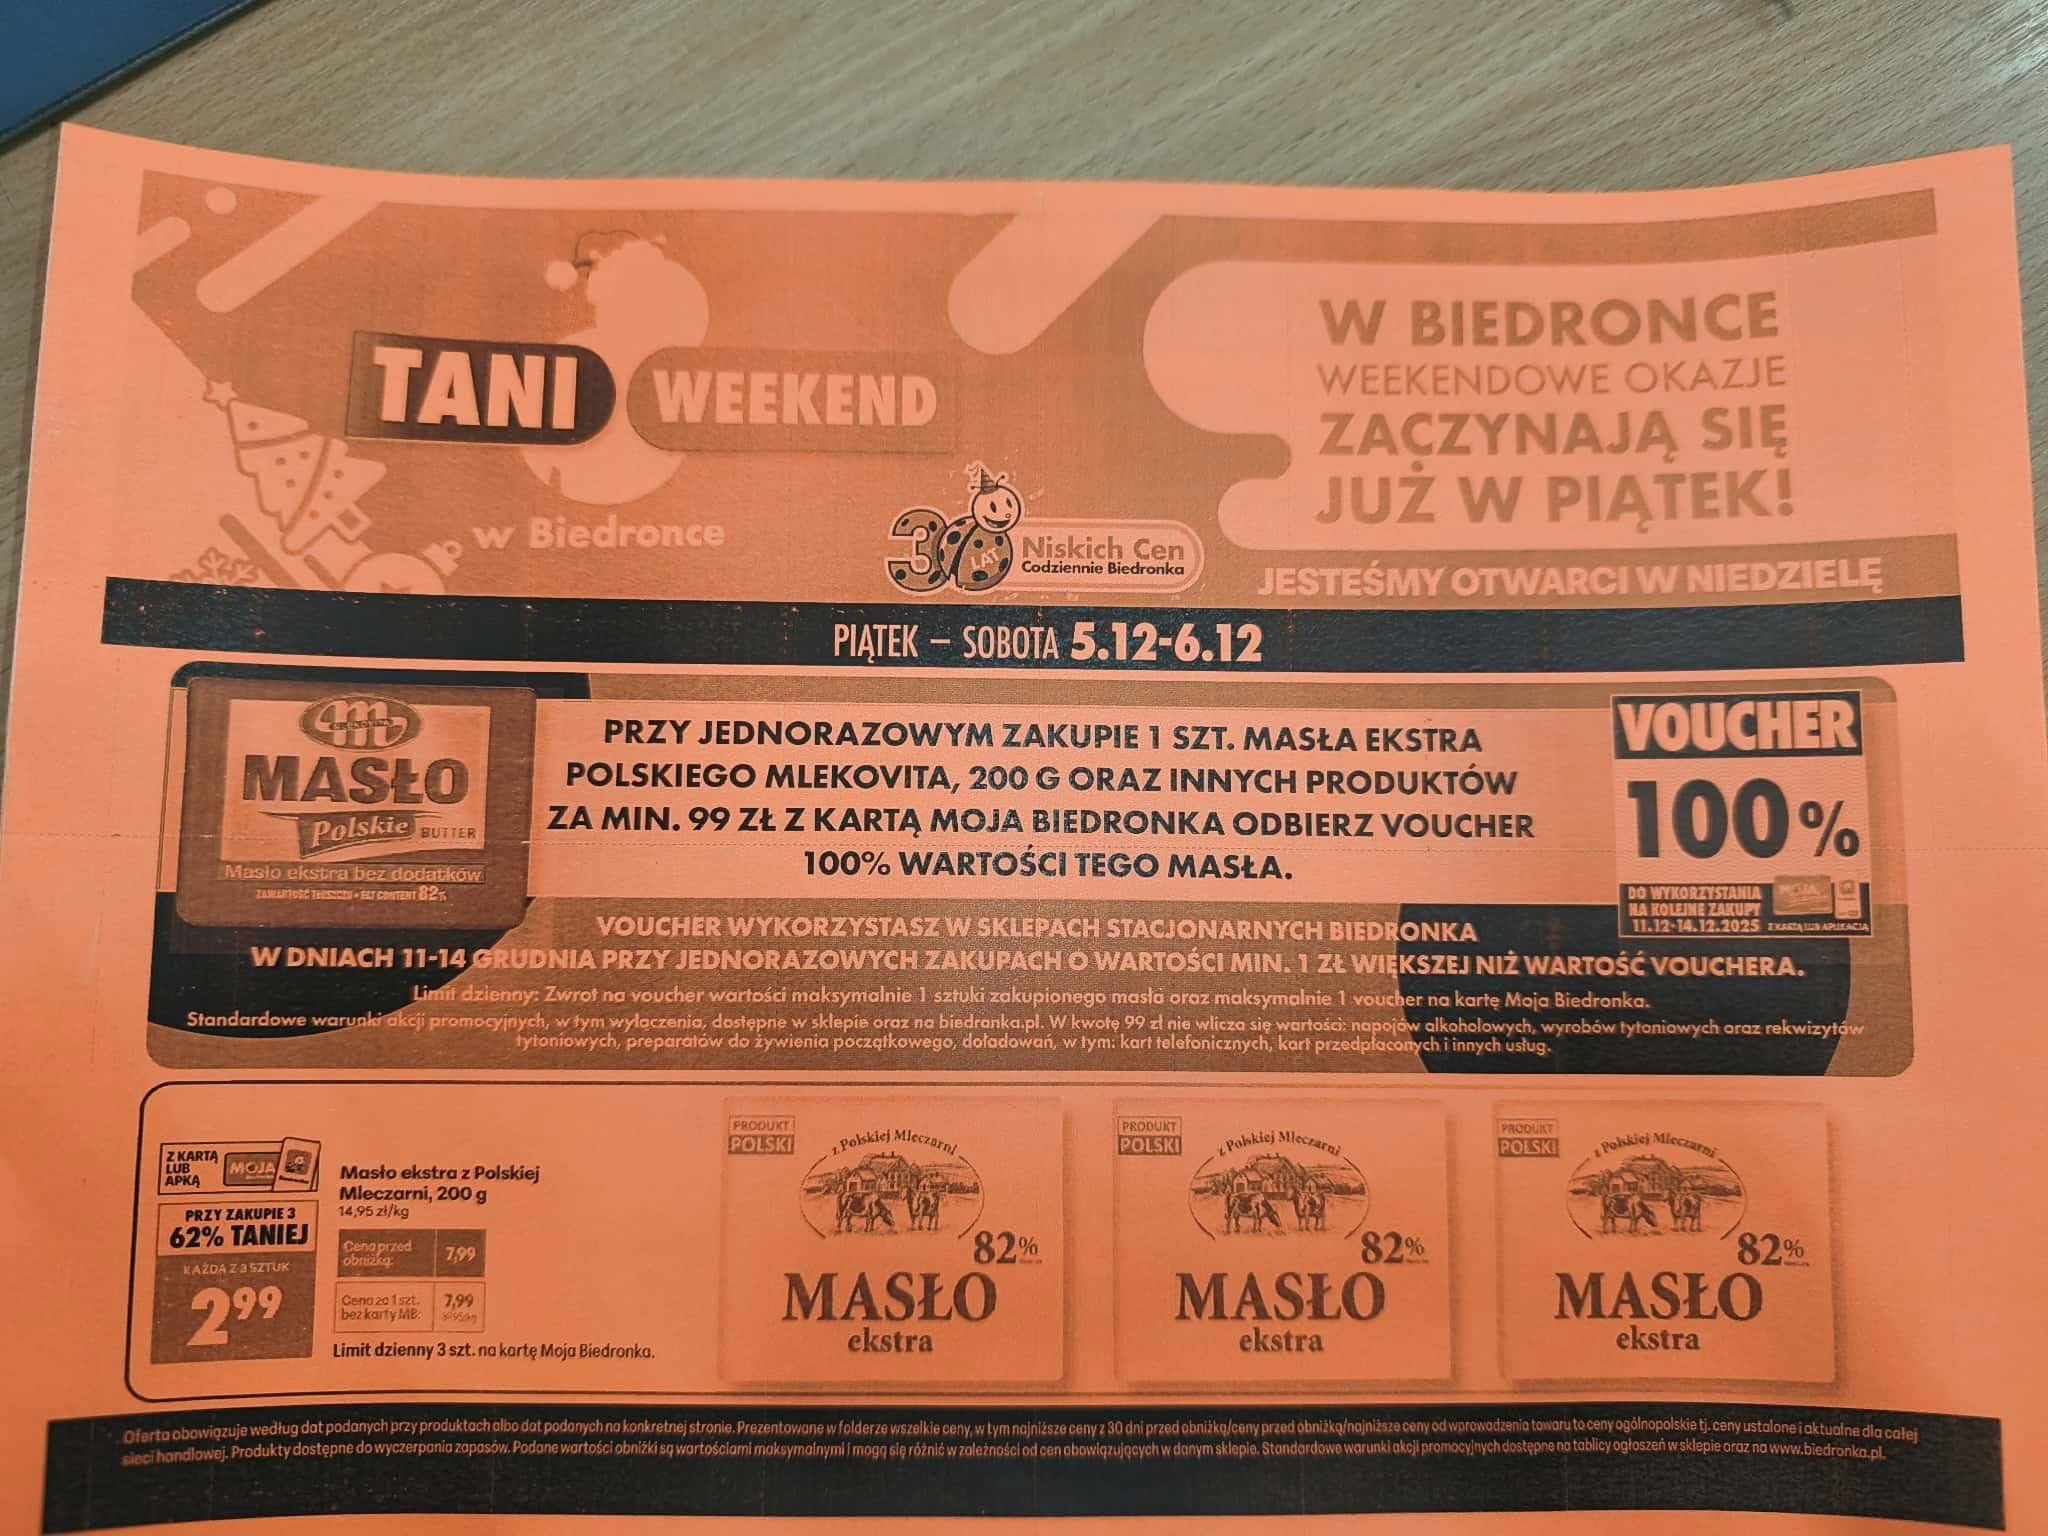 TANI WEEKEND
w Biedronce
30 LAT
Niskich Cen
Codziennie Biedronka
W BIEDRONCE
WEEKENDOWE OKAZJE
ZACZYNAJĄ SIĘ
JUŻ W PIĄTEK!
JESTEŚMY OTWARCI W NIEDZIELĘ
PIĄTEK – SOBOTA 5.12-6.12
MLEKOVITA
MASŁO
Polskie BUTTER
Masło ekstra bez dodatków
ZAWARTOŚĆ TŁUSZCZU • FAT CONTENT 82%
PRZY JEDNORAZOWYM ZAKUPIE 1 SZT. MASŁA EKSTRA
POLSKIEGO MLEKOVITA, 200 G ORAZ INNYCH PRODUKTÓW
ZA MIN. 99 ZŁ Z KARTĄ MOJA BIEDRONKA ODBIERZ VOUCHER
100% WARTOŚCI TEGO MASŁA.
VOUCHER
100%
DO WYKORZYSTANIA
NA KOLEJNE ZAKUPY
11.12-14.12.2025
MOJA
Z KARTĄ LUB APLIKACJĄ
VOUCHER WYKORZYSTASZ W SKLEPACH STACJONARNYCH BIEDRONKA
W DNIACH 11-14 GRUDNIA PRZY JEDNORAZOWYCH ZAKUPACH O WARTOŚCI MIN. 1 ZŁ WIĘKSZEJ NIŻ WARTOŚĆ VOUCHERA.
Limit dzienny: Zwrot na voucher wartości maksymalnie 1 sztuki zakupionego masła oraz maksymalnie 1 voucher na kartę Moja Biedronka.
Standardowe warunki akcji promocyjnych, w tym wyłączenia, dostępne w sklepie oraz na biedronka.pl. W kwotę 99 zł nie wlicza się wartości: napojów alkoholowych, wyrobów tytoniowych oraz rekwizytów
tytoniowych, preparatów do żywienia początkowego, doładowań, w tym: kart telefonicznych, kart przedpłaconych i innych usług.
Z KARTĄ
LUB
APKĄ
MOJA
Biedronka
PRZY ZAKUPIE 3
62% TANIEJ
KAŻDA Z 3 SZTUK
2 99
Masło ekstra z Polskiej
Mleczarni, 200 g
14,95 zł/kg
Cena przed
obniżką: 7,99
Cena za 1 szt.
bez karty MB: 7,99
Limit dzienny 3 szt. na kartę Moja Biedronka.
PRODUKT
POLSKI
z Polskiej Mleczarni
82%
MASŁO
ekstra
PRODUKT
POLSKI
z Polskiej Mleczarni
82%
MASŁO
ekstra
PRODUKT
POLSKI
z Polskiej Mleczarni
82%
MASŁO
ekstra
Oferta obowiązuje według dat podanych przy produktach albo dat podanych na konkretnej stronie. Prezentowane w folderze wszelkie ceny, w tym najniższe ceny z 30 dni przed obniżką/ceny przed obniżką/najniższe ceny od wprowadzenia towaru to ceny ogólnopolskie tj. ceny ustalone i aktualne dla całej
sieci handlowej. Produkty dostępne do wyczerpania zapasów. Podane wartości obniżki są wartościami maksymalnymi i mogą się różnić w zależności od cen obowiązujących w danym sklepie. Standardowe warunki akcji promocyjnych dostępne na tablicy ogłoszeń w sklepie oraz na www.biedronka.pl.